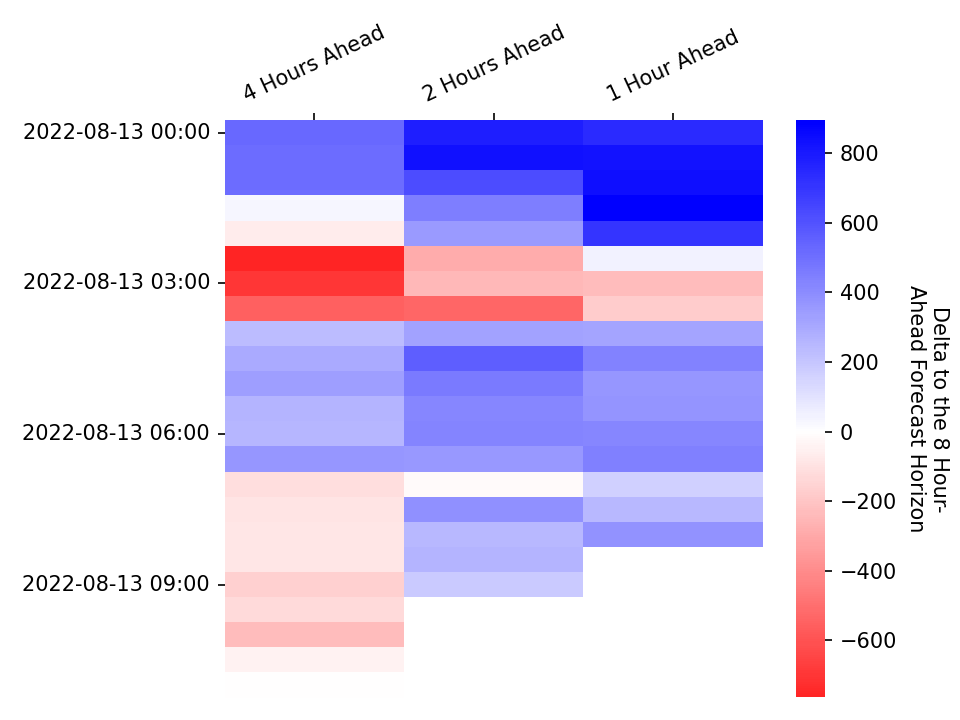 4 Hours Ahead
2 Hours Ahead
1 Hour Ahead
2022-08-13 00:00
2022-08-13 03:00
2022-08-13 06:00
2022-08-13 09:00
800
600
400
200
0
−200
−400
−600
Delta to the 8 Hour-
Ahead Forecast Horizon